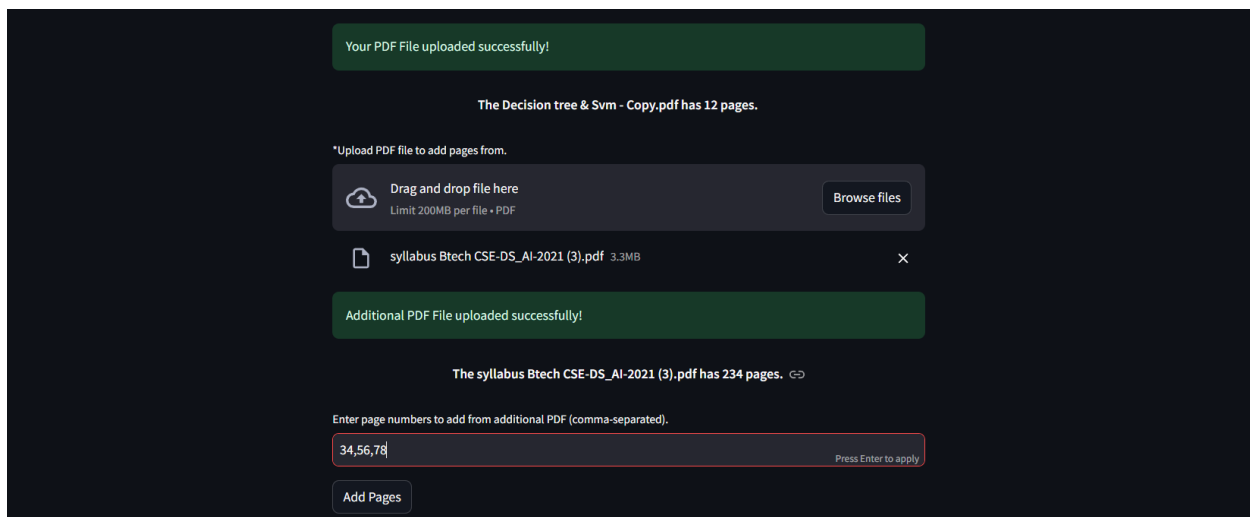 Your PDF File uploaded successfully!
The Decision tree & Svm - Copy.pdf has 12 pages.
*Upload PDF file to add pages from.
Drag and drop file here
Limit 200MB per file • PDF
Browse files
syllabus Btech CSE-DS_AI-2021 (3).pdf 3.3MB
Additional PDF File uploaded successfully!
The syllabus Btech CSE-DS_AI-2021 (3).pdf has 234 pages.
Enter page numbers to add from additional PDF (comma-separated).
34,56,78
Press Enter to apply
Add Pages